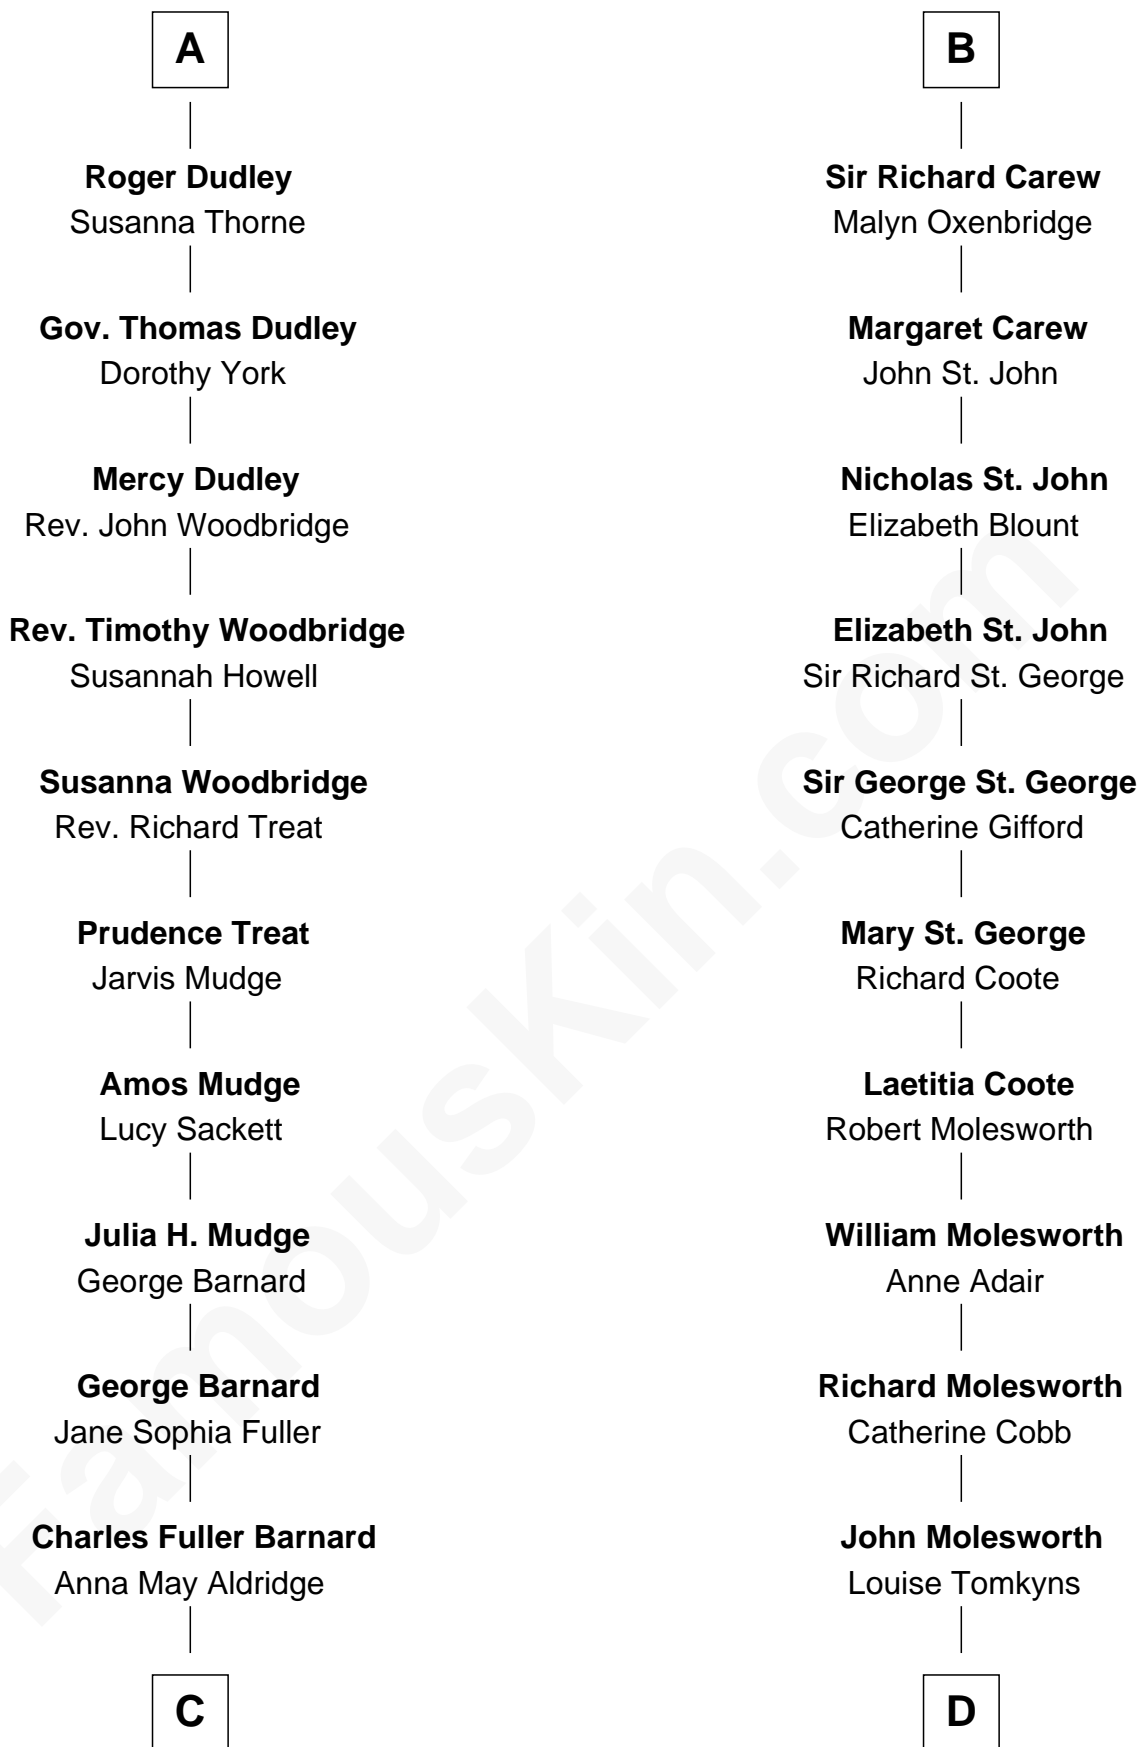 A
Roger Dudley
Susanna Thorne
Gov. Thomas Dudley
Dorothy York
Mercy Dudley
Rev. John Woodbridge
Rev. Timothy Woodbridge
Susannah Howell
Susanna Woodbridge
Rev. Richard Treat
Prudence Treat
Jarvis Mudge
Amos Mudge
Lucy Sackett
Julia H. Mudge
George Barnard
George Barnard
Jane Sophia Fuller
Charles Fuller Barnard
Anna May Aldridge
C
B
Sir Richard Carew
Malyn Oxenbridge
Margaret Carew
John St. John
Nicholas St. John
Elizabeth Blount
Elizabeth St. John
Sir Richard St. George
Sir George St. George
Catherine Gifford
Mary St. George
Richard Coote
Laetitia Coote
Robert Molesworth
William Molesworth
Anne Adair
Richard Molesworth
Catherine Cobb
John Molesworth
Louise Tomkyns
D
FamousKin.com